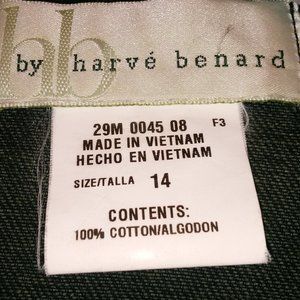 hb
by harvé benard
29M 0045 08 F3
MADE IN VIETNAM
HECHO EN VIETNAM
SIZE/TALLA 14
CONTENTS:
100% COTTON/ALGODON